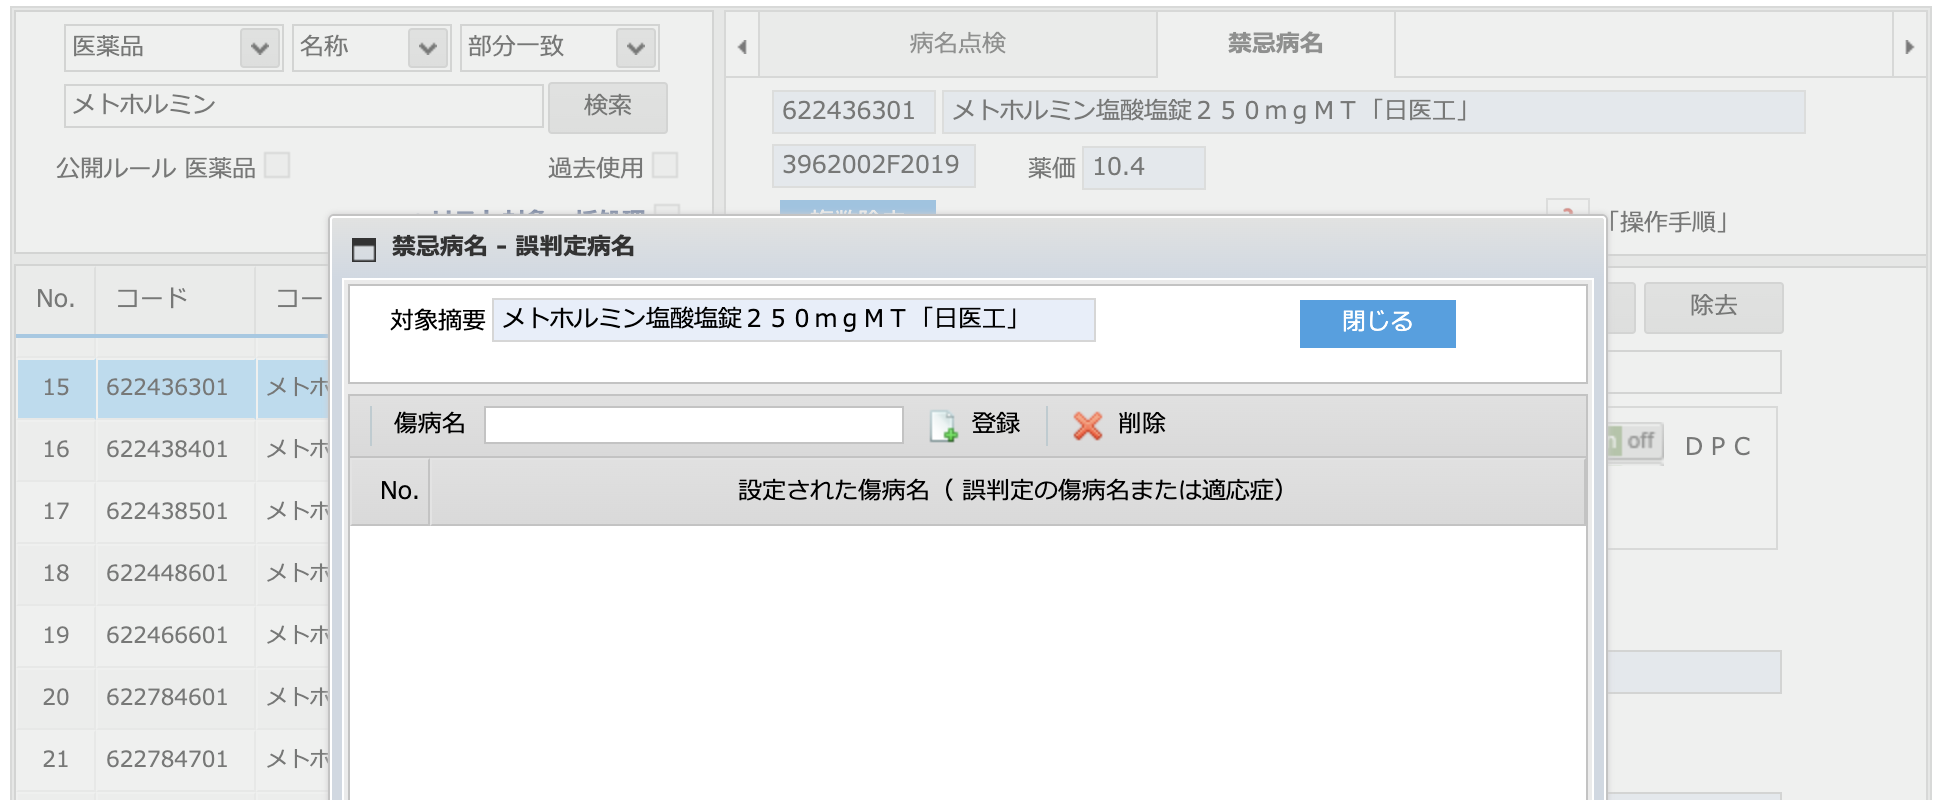 医薬品 名称 部分一致
メトホルミン 検索
公開ルール 医薬品 過去使用
病名点検 禁忌病名
622436301 メトホルミン塩酸塩錠２５０ｍｇＭＴ「日医工」
3962002F2019 薬価 10.4
「操作手順」
禁忌病名 - 誤判定病名
対象摘要 メトホルミン塩酸塩錠２５０ｍｇＭＴ「日医工」 閉じる
傷病名 登録 削除
No. 設定された傷病名（ 誤判定の傷病名または適応症）
No. コード コー
15 622436301 メトホ
16 622438401 メトホ
17 622438501 メトホ
18 622448601 メトホ
19 622466601 メトホ
20 622784601 メトホ
21 622784701 メトホ
除去
off ＤＰＣ